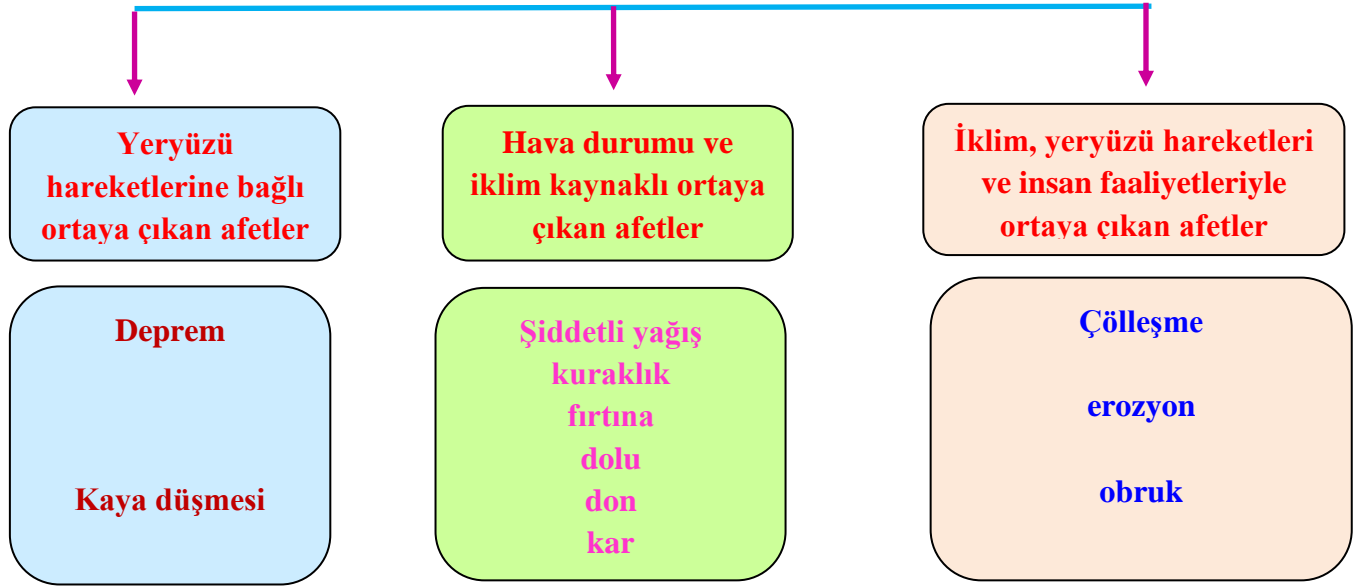 Yeryüzü
hareketlerine bağlı
ortaya çıkan afetler
Hava durumu ve
iklim kaynaklı ortaya
çıkan afetler
İklim, yeryüzü hareketleri
ve insan faaliyetleriyle
ortaya çıkan afetler
Deprem
Kaya düşmesi
Şiddetli yağış
kuraklık
fırtına
dolu
don
kar
Çölleşme
erozyon
obruk